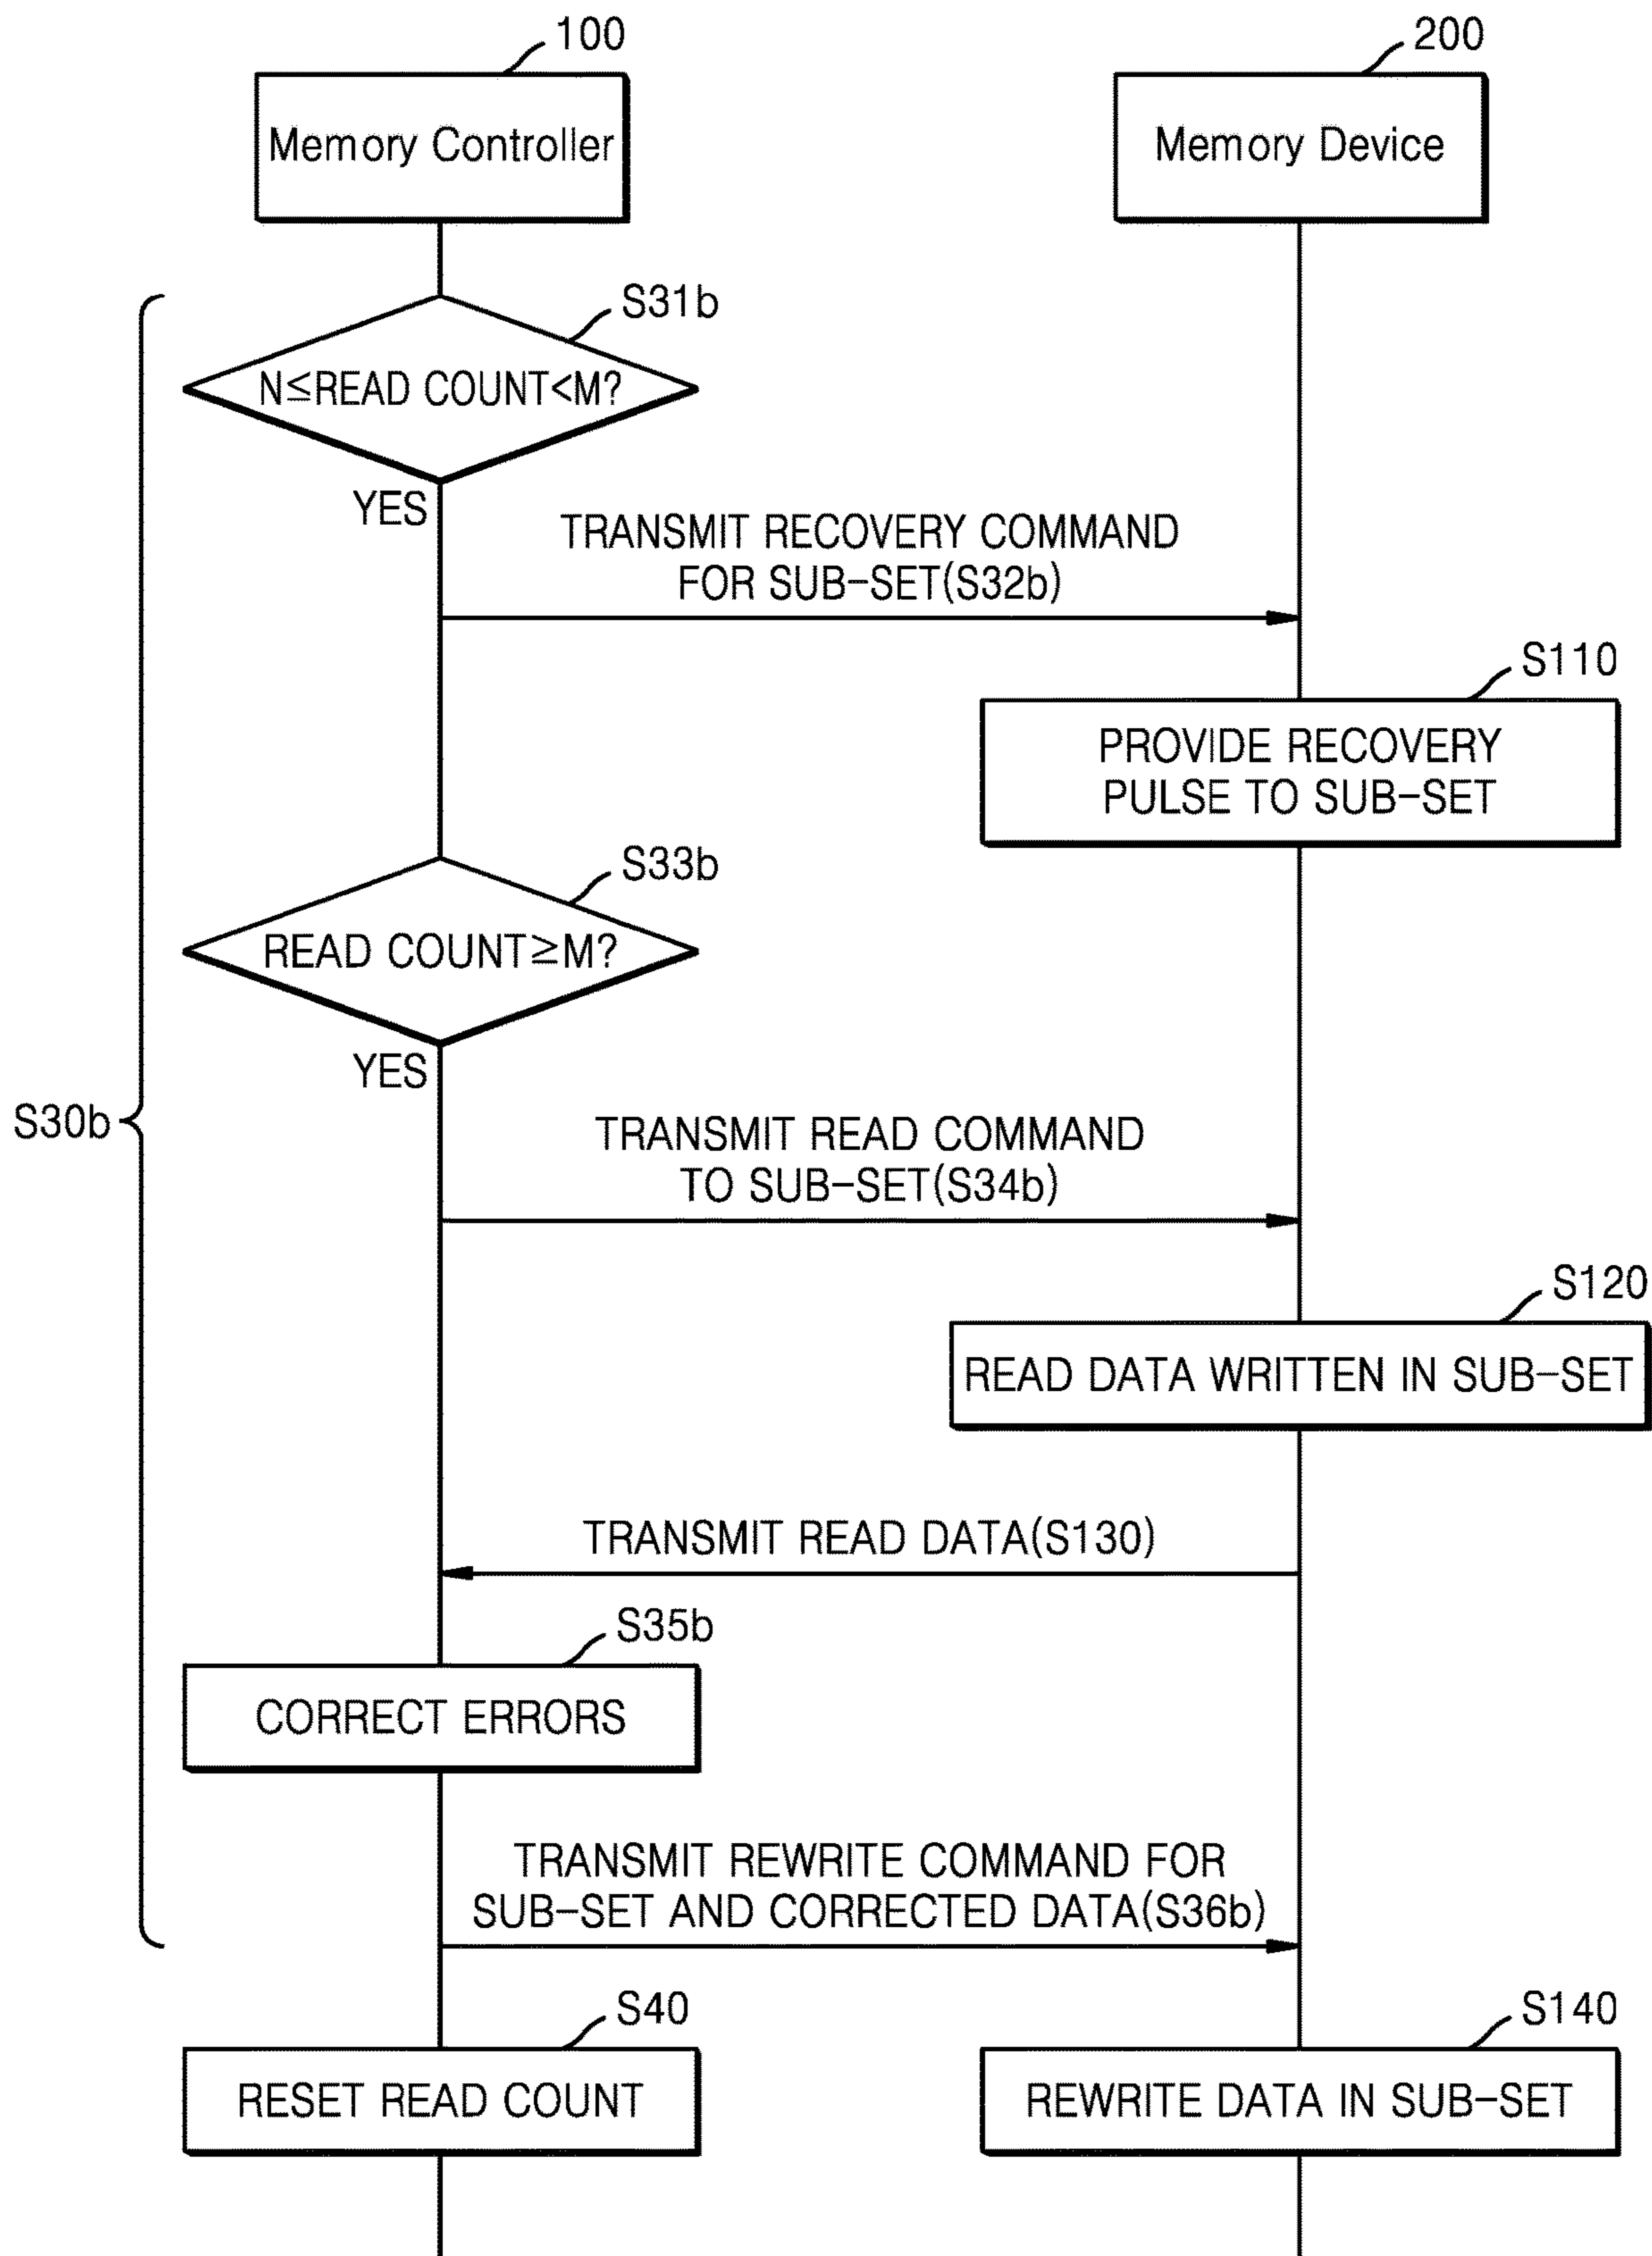 100
200
Memory Controller
Memory Device
S31b
N≤READ COUNT<M?
YES
TRANSMIT RECOVERY COMMAND
FOR SUB-SET(S32b)
S110
PROVIDE RECOVERY
PULSE TO SUB-SET
S33b
READ COUNT≥M?
YES
S30b
TRANSMIT READ COMMAND
TO SUB-SET(S34b)
S120
READ DATA WRITTEN IN SUB-SET
TRANSMIT READ DATA(S130)
S35b
CORRECT ERRORS
TRANSMIT REWRITE COMMAND FOR
SUB-SET AND CORRECTED DATA(S36b)
S40
S140
RESET READ COUNT
REWRITE DATA IN SUB-SET